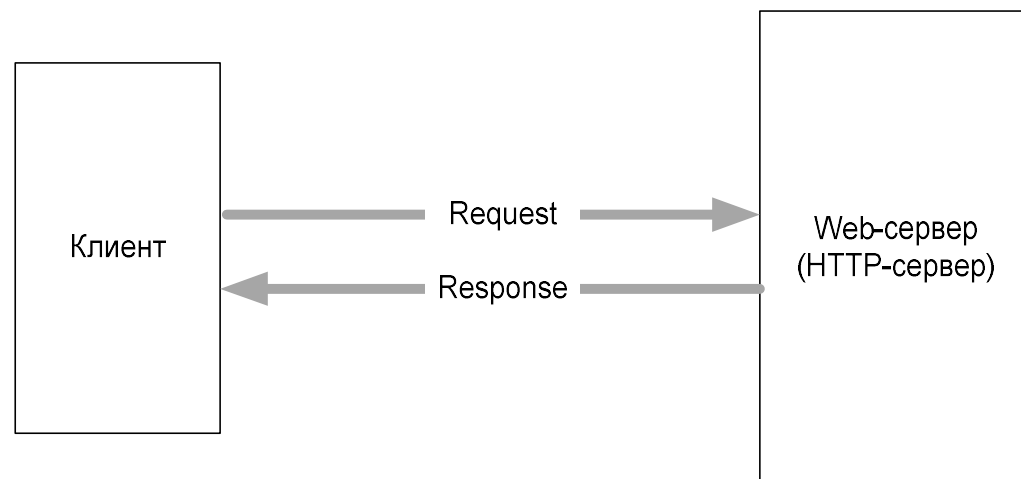 Клиент
Request
Response
Web-сервер
(HTTP-сервер)